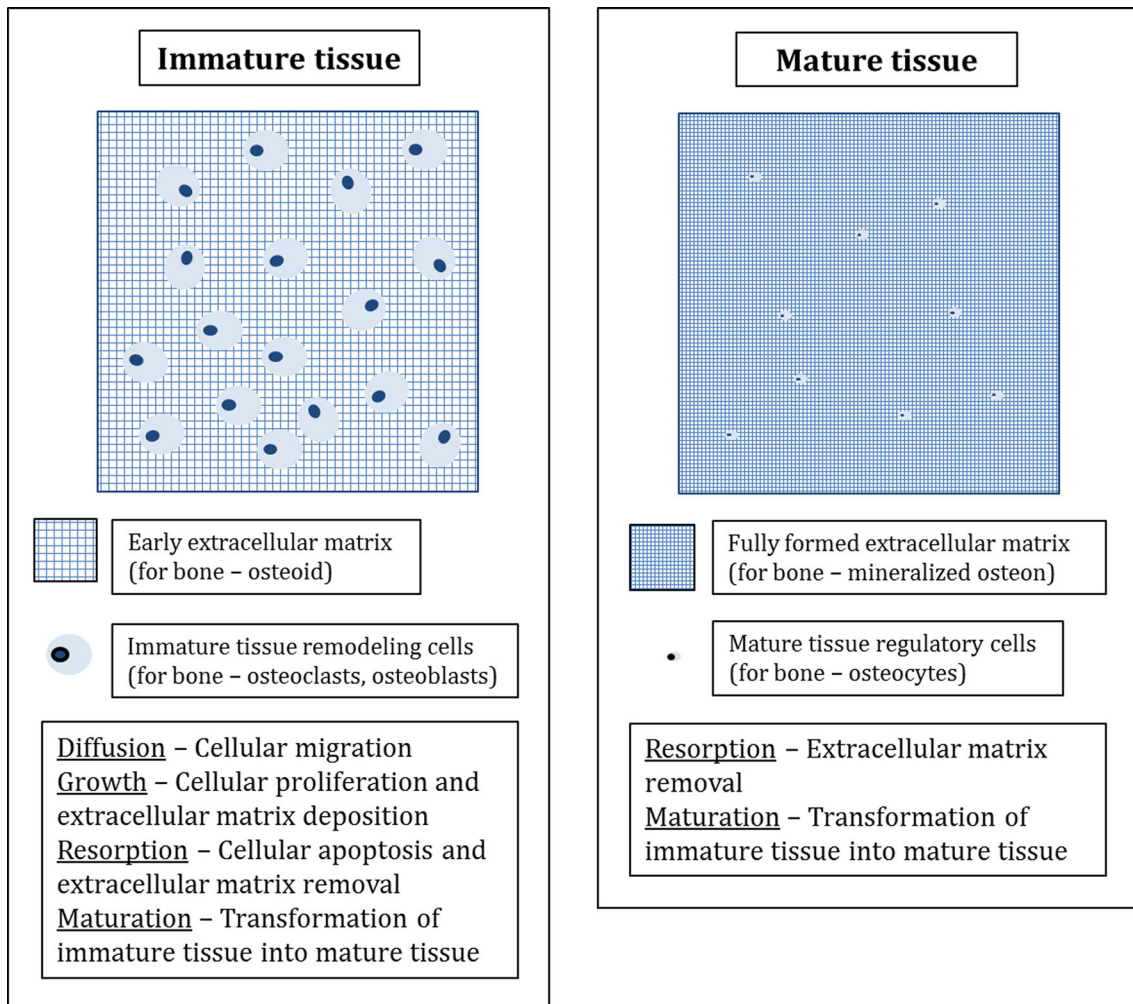 Immature tissue
Early extracellular matrix
(for bone – osteoid)
Immature tissue remodeling cells
(for bone – osteoclasts, osteoblasts)
Diffusion – Cellular migration
Growth – Cellular proliferation and
extracellular matrix deposition
Resorption – Cellular apoptosis and
extracellular matrix removal
Maturation – Transformation of
immature tissue into mature tissue
Mature tissue
Fully formed extracellular matrix
(for bone – mineralized osteon)
Mature tissue regulatory cells
(for bone – osteocytes)
Resorption – Extracellular matrix
removal
Maturation – Transformation of
immature tissue into mature tissue